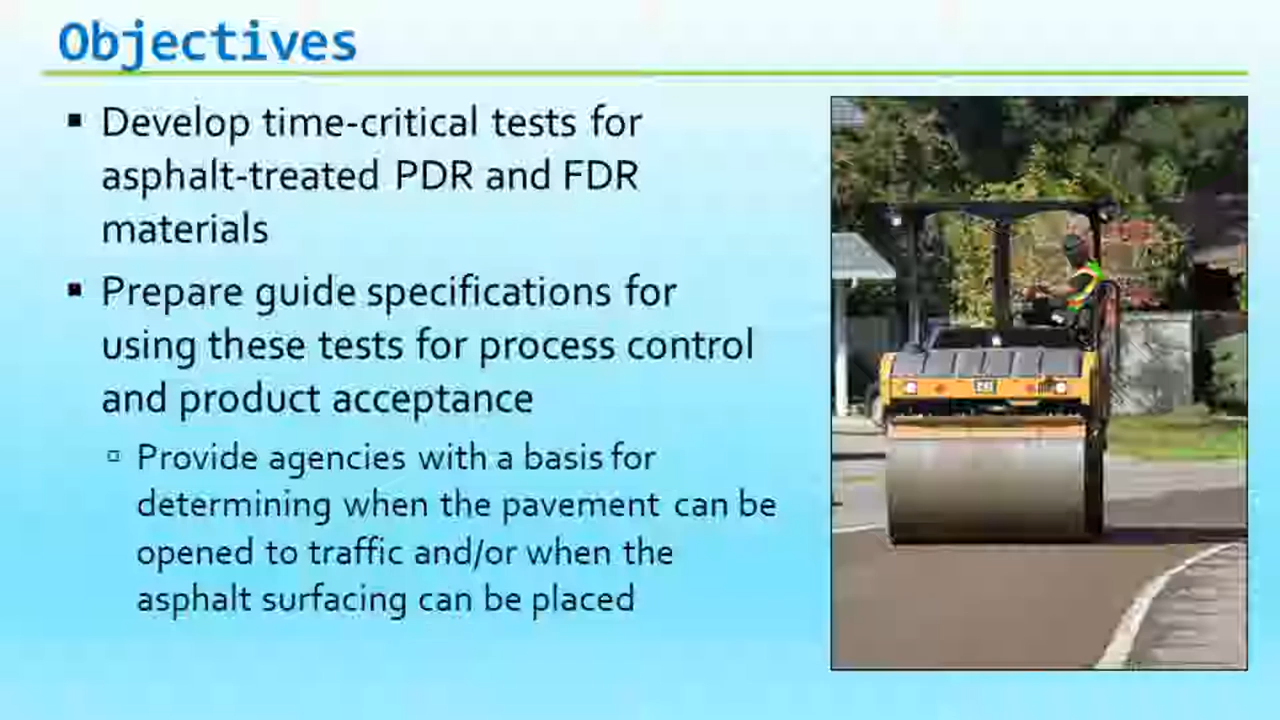 Objectives
▪ Develop time-critical tests for
asphalt-treated PDR and FDR
materials
▪ Prepare guide specifications for
using these tests for process control
and product acceptance
▫ Provide agencies with a basis for
determining when the pavement can be
opened to traffic and/or when the
asphalt surfacing can be placed